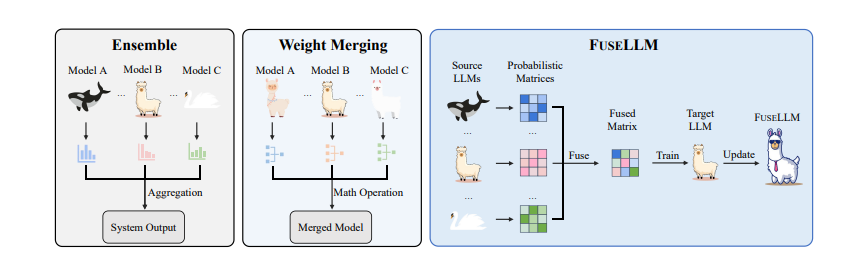 Ensemble
Model A
Model B
Model C
...
...
Aggregation
System Output
Weight Merging
Model A
Model B
Model C
...
...
Math Operation
Merged Model
FUSELLM
Source
LLMs
Probabilistic
Matrices
...
...
...
...
Fuse
Fused
Matrix
Train
Target
LLM
Update
FUSELLM